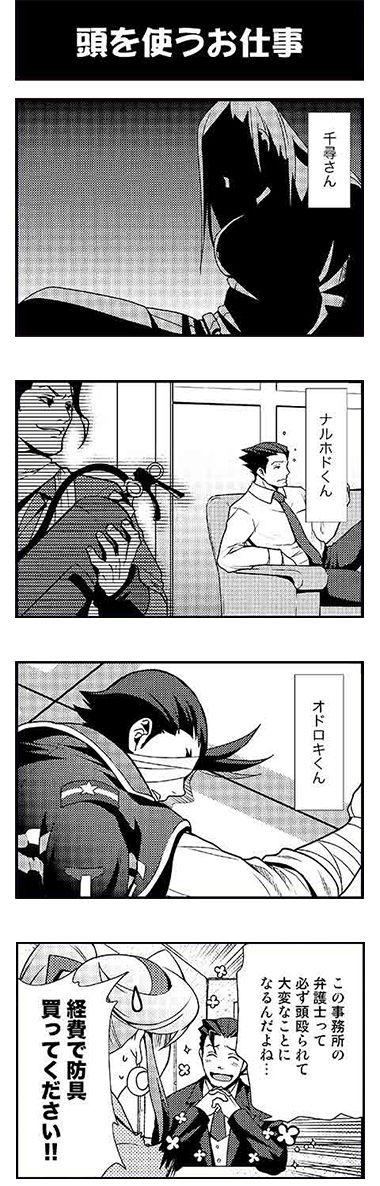 頭を使うお仕事
千尋さん
ナルホドくん
オドロキくん
この事務所の
弁護士って
必ず頭殴られて
大変なことに
なるんだよね…
経費で防具
買ってください!!